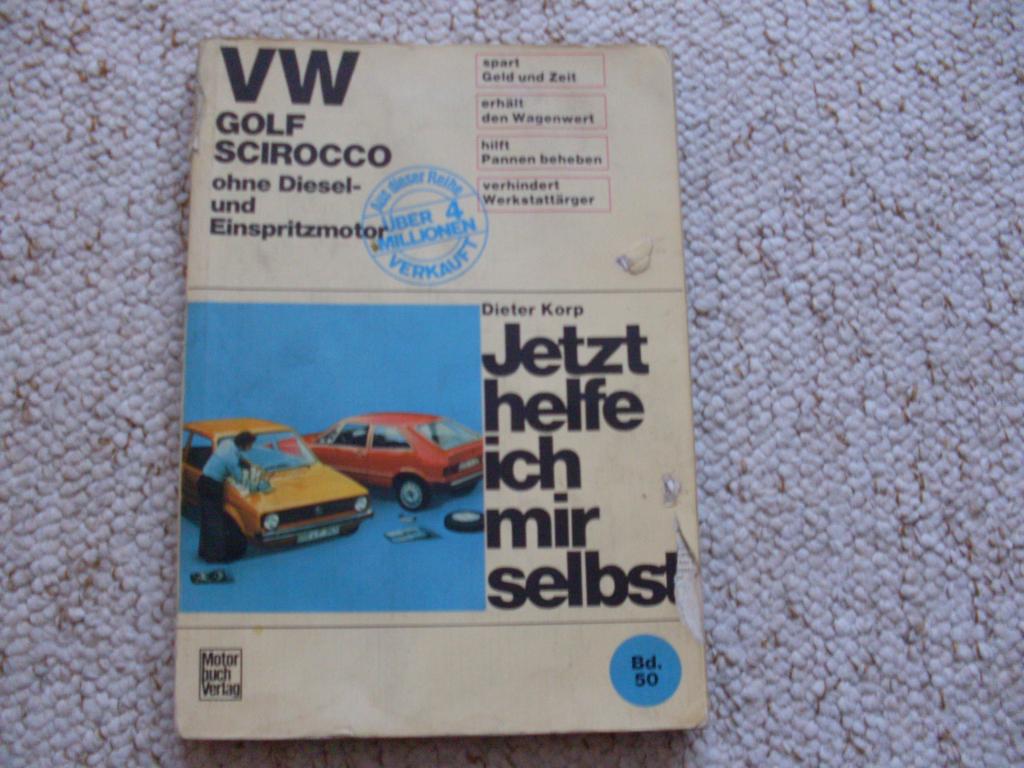 VW
GOLF
SCIROCCO
ohne Diesel-
und
Einspritzmotor
Aus dieser Reihe
ÜBER 4
MILLIONEN
VERKAUFT
spart
Geld und Zeit
erhält
den Wagenwert
hilft
Pannen beheben
verhindert
Werkstattärger
Dieter Korp
Jetzt
helfe
ich
mir
selbst
Motor
buch
Verlag
Bd.
50